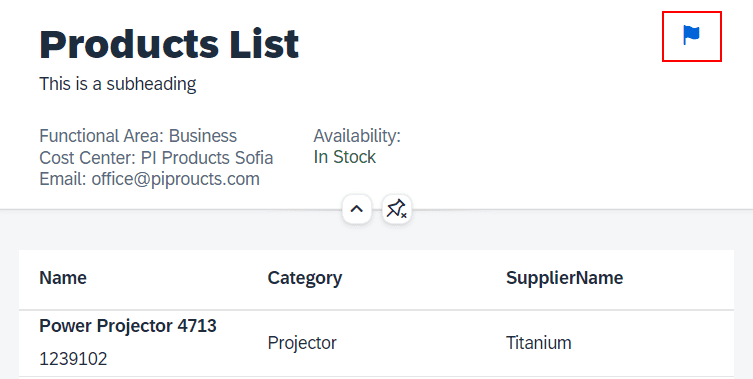 Products List
This is a subheading
Functional Area: Business
Cost Center: PI Products Sofia
Email: office@piproucts.com
Availability:
In Stock
Name Category SupplierName
Power Projector 4713
1239102
Projector
Titanium